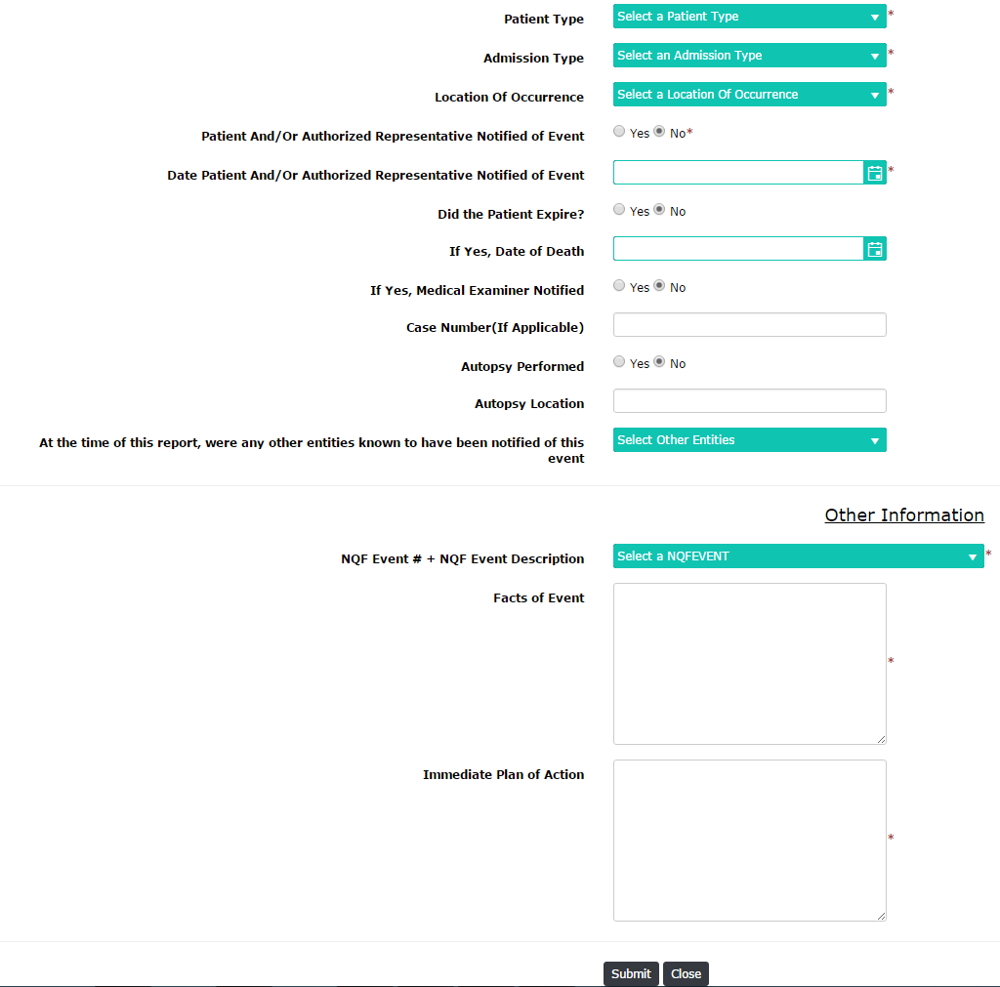 Patient Type Select a Patient Type *
Admission Type Select an Admission Type *
Location Of Occurrence Select a Location Of Occurrence *
Patient And/Or Authorized Representative Notified of Event Yes No*
Date Patient And/Or Authorized Representative Notified of Event *
Did the Patient Expire? Yes No
If Yes, Date of Death
If Yes, Medical Examiner Notified Yes No
Case Number(If Applicable)
Autopsy Performed Yes No
Autopsy Location
At the time of this report, were any other entities known to have been notified of this Select Other Entities
event
Other Information
NQF Event # + NQF Event Description Select a NQFEVENT *
Facts of Event
*
Immediate Plan of Action
*
Submit Close